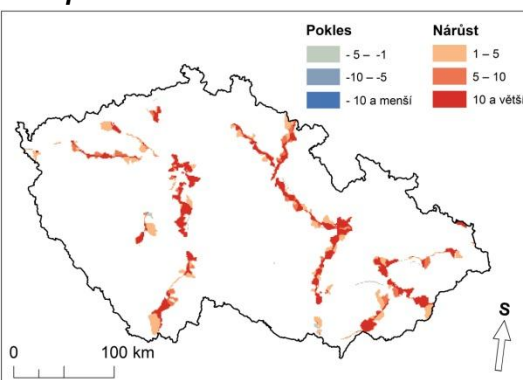 Pokles
- 5 – -1
-10 – -5
- 10 a menší
Nárůst
1 – 5
5 – 10
10 a větší
S
0 100 km